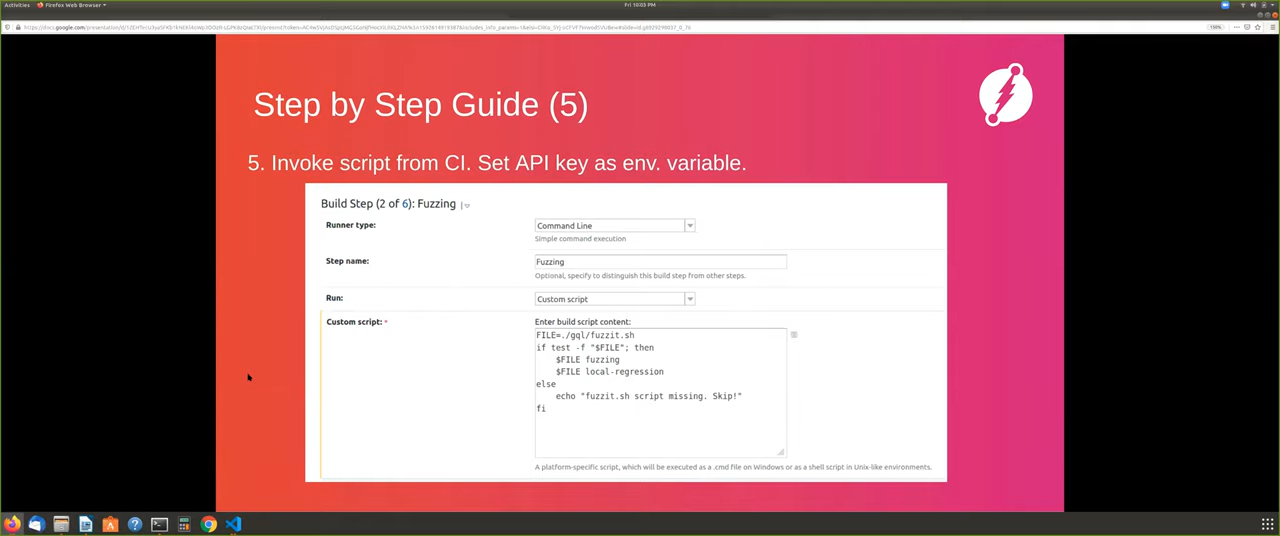 Activities
Firefox Web Browser
Fri 10:03 PM
150%
Step by Step Guide (5)
5. Invoke script from CI. Set API key as env. variable.
Build Step (2 of 6): Fuzzing
Runner type:
Command Line
Simple command execution
Step name:
Fuzzing
Optional, specify to distinguish this build step from other steps.
Run:
Custom script
Custom script: *
Enter build script content:
FILE=./gql/fuzzit.sh
if test -f "$FILE"; then
$FILE fuzzing
$FILE local-regression
else
echo "fuzzit.sh script missing. Skip!"
fi
A platform-specific script, which will be executed as a .cmd file on Windows or as a shell script in Unix-like environments.